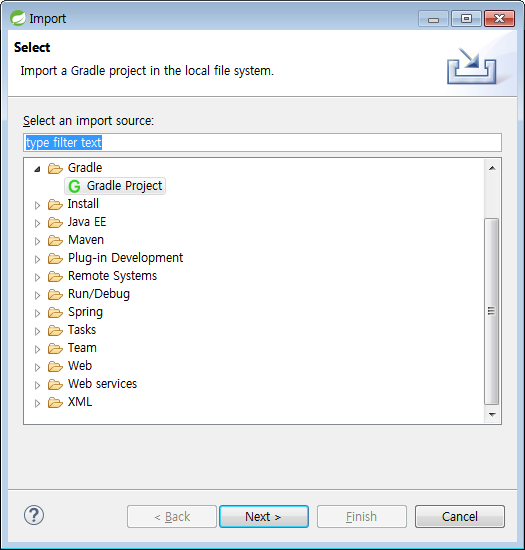 Import
Select
Import a Gradle project in the local file system.
Select an import source:
type filter text
Gradle
G Gradle Project
Install
Java EE
Maven
Plug-in Development
Remote Systems
Run/Debug
Spring
Tasks
Team
Web
Web services
XML
? < Back Next > Finish Cancel